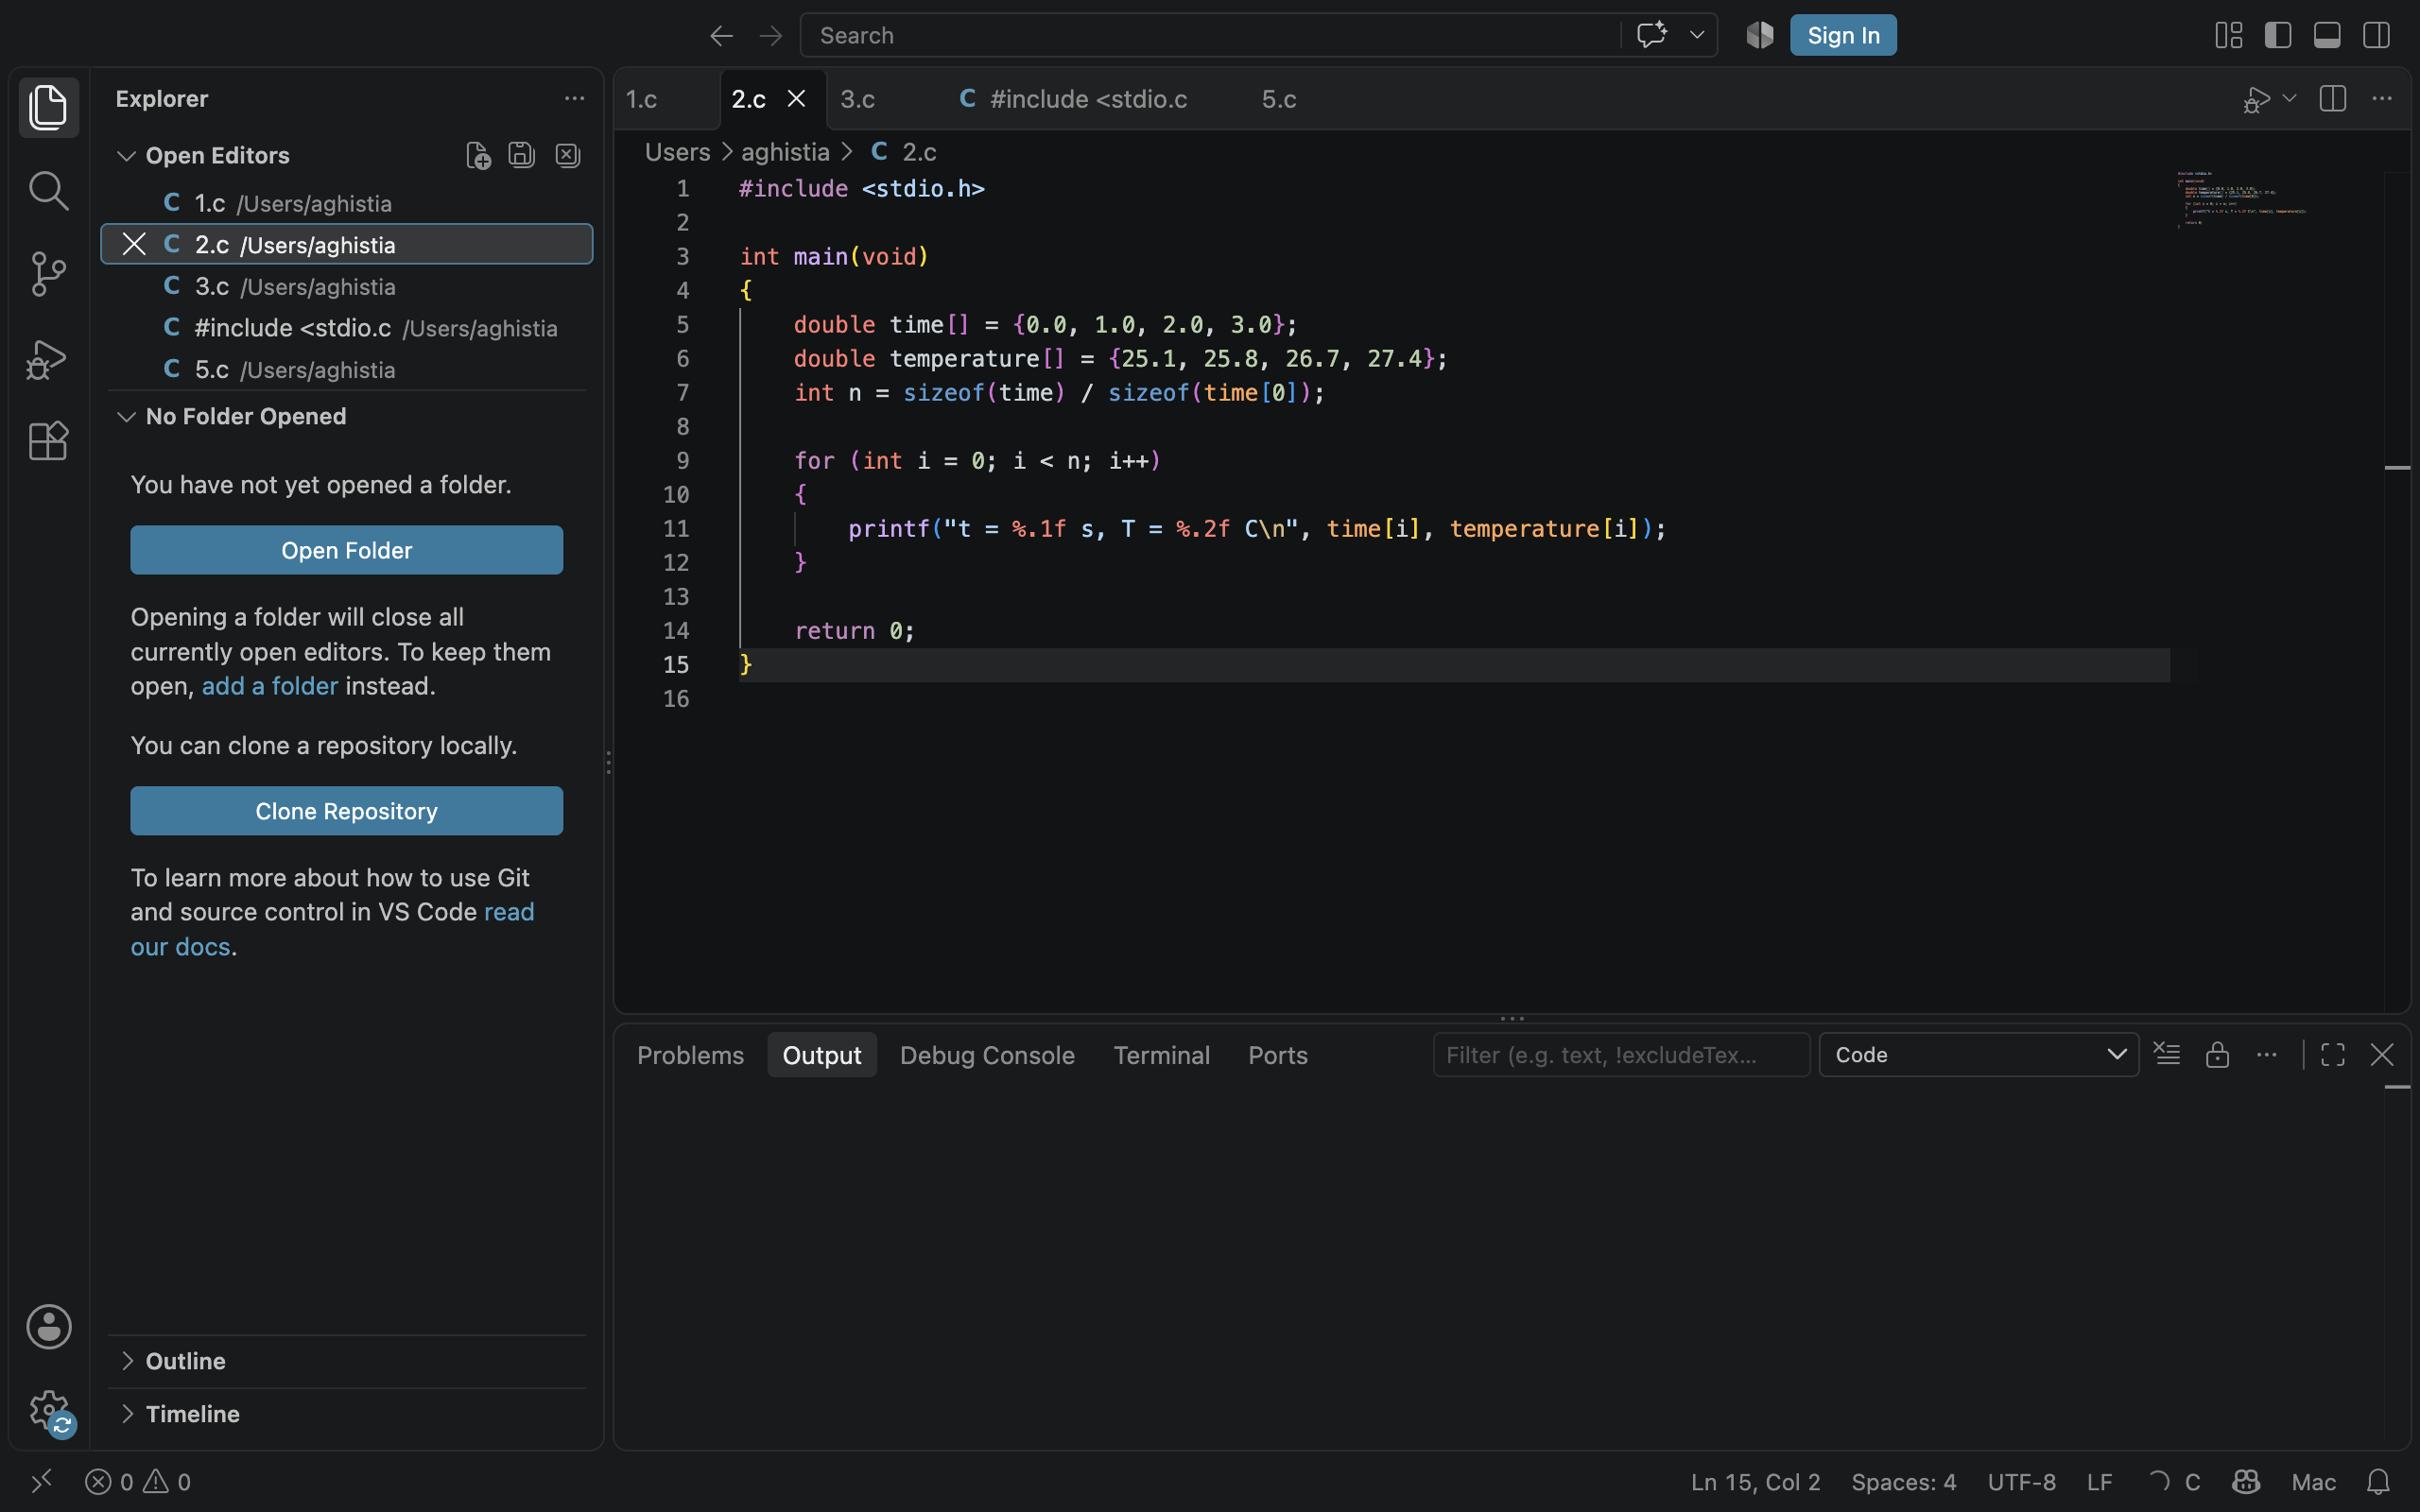 Search
Sign In
Explorer
Open Editors
C 1.c /Users/aghistia
C 2.c /Users/aghistia
C 3.c /Users/aghistia
C #include <stdio.c /Users/aghistia
C 5.c /Users/aghistia
No Folder Opened
You have not yet opened a folder.
Open Folder
Opening a folder will close all
currently open editors. To keep them
open, add a folder instead.
You can clone a repository locally.
Clone Repository
To learn more about how to use Git
and source control in VS Code read
our docs.
Outline
Timeline
1.c 2.c 3.c C #include <stdio.c 5.c
Users > aghistia > C 2.c
1 #include <stdio.h>
2
3 int main(void)
4 {
5     double time[] = {0.0, 1.0, 2.0, 3.0};
6     double temperature[] = {25.1, 25.8, 26.7, 27.4};
7     int n = sizeof(time) / sizeof(time[0]);
8
9     for (int i = 0; i < n; i++)
10     {
11         printf("t = %.1f s, T = %.2f C\n", time[i], temperature[i]);
12     }
13
14     return 0;
15 }
16
Problems Output Debug Console Terminal Ports Filter (e.g. text, !excludeTex... Code
0 0 Ln 15, Col 2 Spaces: 4 UTF-8 LF C Mac